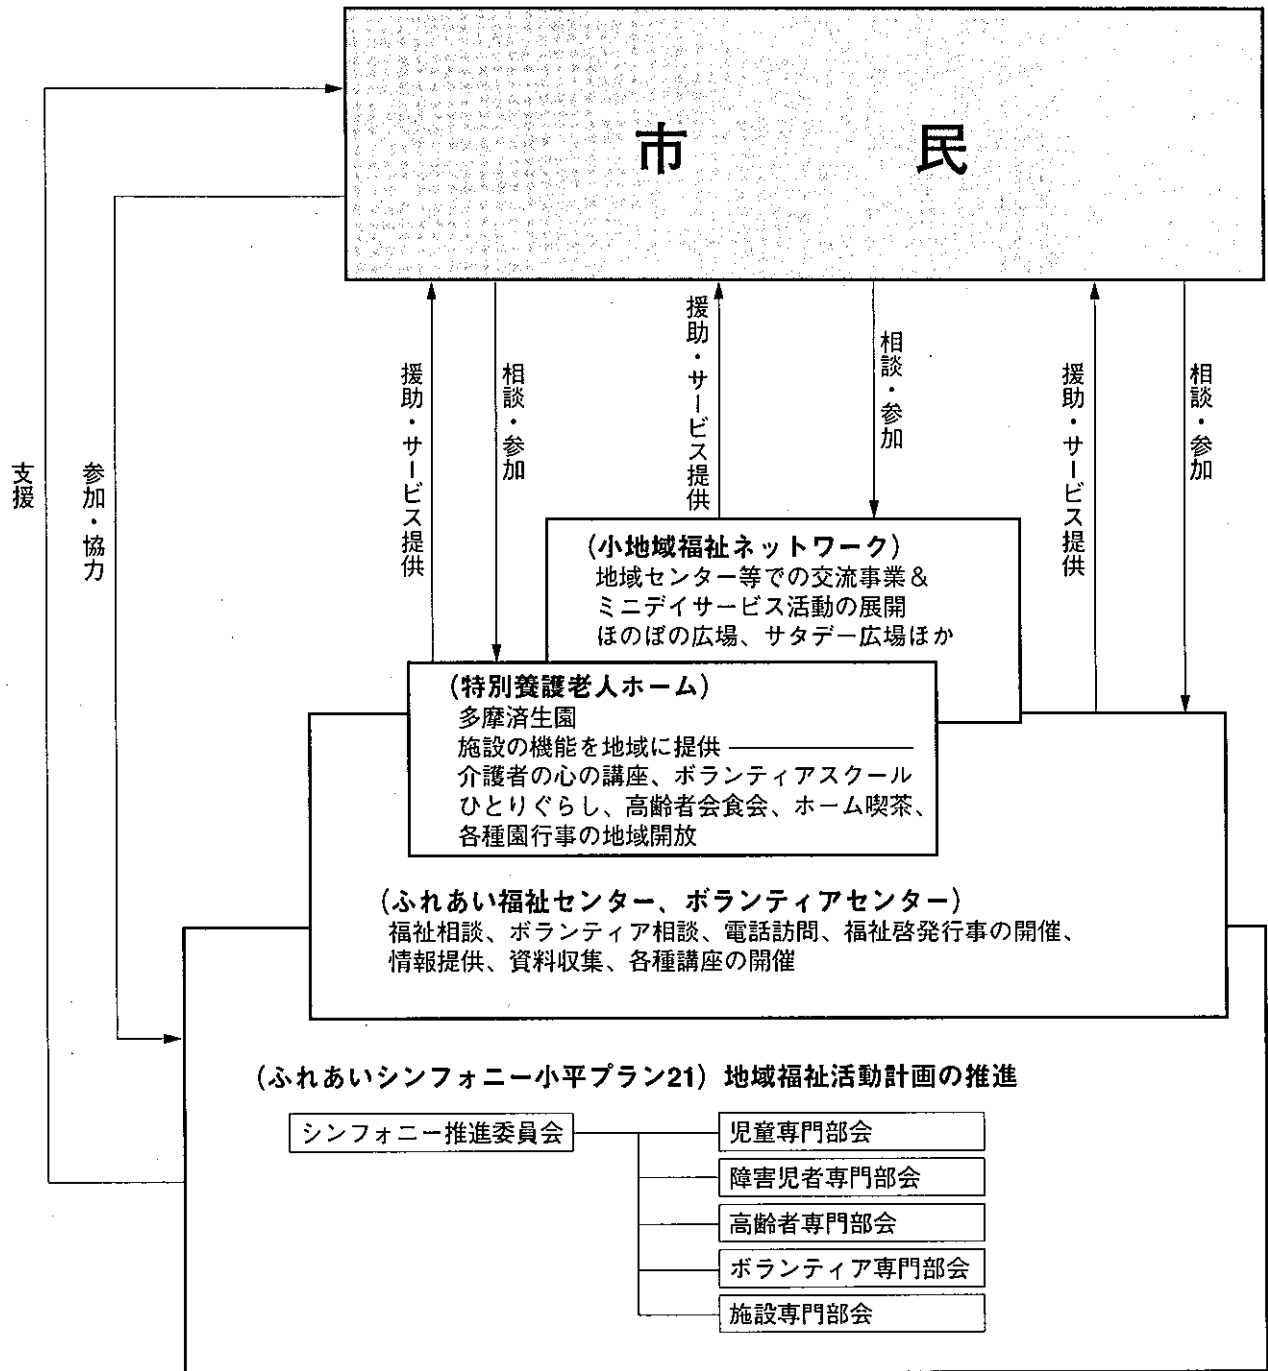 市　民
支援
参加・協力
援助・サービス提供
相談・参加
援助・サービス提供
相談・参加
援助・サービス提供
相談・参加
(小地域福祉ネットワーク)
地域センター等での交流事業&
ミニデイサービス活動の展開
ほのぼの広場、サタデー広場ほか
(特別養護老人ホーム)
多摩済生園
施設の機能を地域に提供
介護者の心の講座、ボランティアスクール
ひとりぐらし、高齢者会食会、ホーム喫茶、
各種園行事の地域開放
(ふれあい福祉センター、ボランティアセンター)
福祉相談、ボランティア相談、電話訪問、福祉啓発行事の開催、
情報提供、資料収集、各種講座の開催
(ふれあいシンフォニー小平プラン21) 地域福祉活動計画の推進
シンフォニー推進委員会
児童専門部会
障害児者専門部会
高齢者専門部会
ボランティア専門部会
施設専門部会